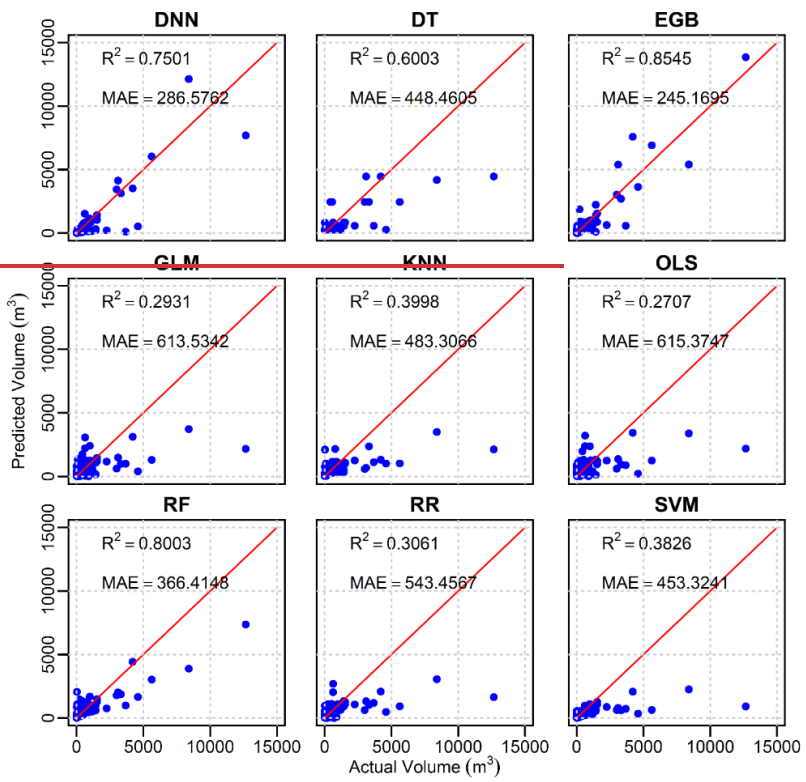 DNN DT EGB
R² = 0.7501 R² = 0.6003 R² = 0.8545
MAE = 286.5762 MAE = 448.4605 MAE = 245.1695
15000
10000
5000
0
GLM KNN OLS
R² = 0.2931 R² = 0.3998 R² = 0.2707
MAE = 613.5342 MAE = 483.3066 MAE = 615.3747
15000
10000
5000
0
Predicted Volume (m³)
RF RR SVM
R² = 0.8003 R² = 0.3061 R² = 0.3826
MAE = 366.4148 MAE = 543.4567 MAE = 453.3241
15000
10000
5000
0
0 5000 10000 15000 0 5000 10000 15000 0 5000 10000 15000
Actual Volume (m³)